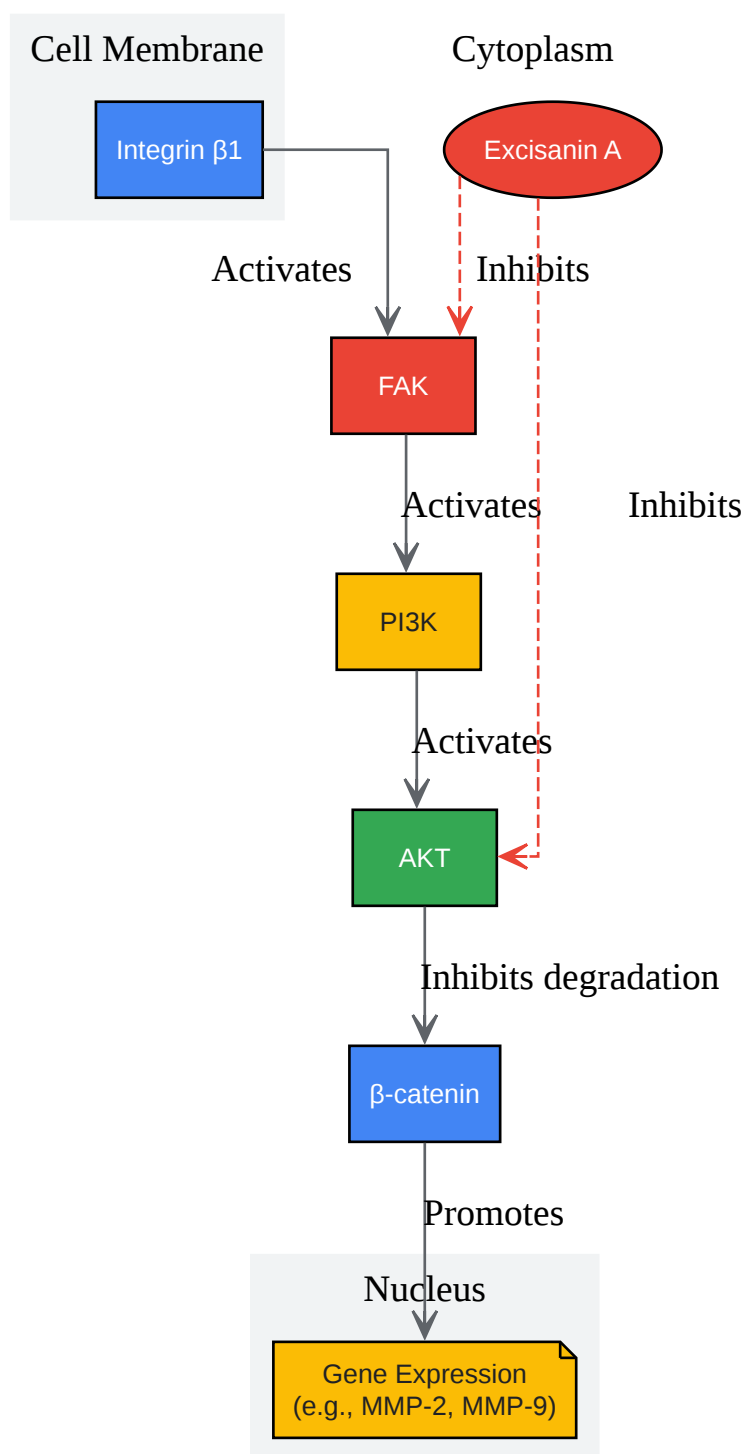 Cell Membrane
Cytoplasm
Integrin β1
Excisanin A
Activates
Inhibits
FAK
Activates
Inhibits
PI3K
Activates
AKT
Inhibits degradation
β-catenin
Promotes
Nucleus
Gene Expression
(e.g., MMP-2, MMP-9)